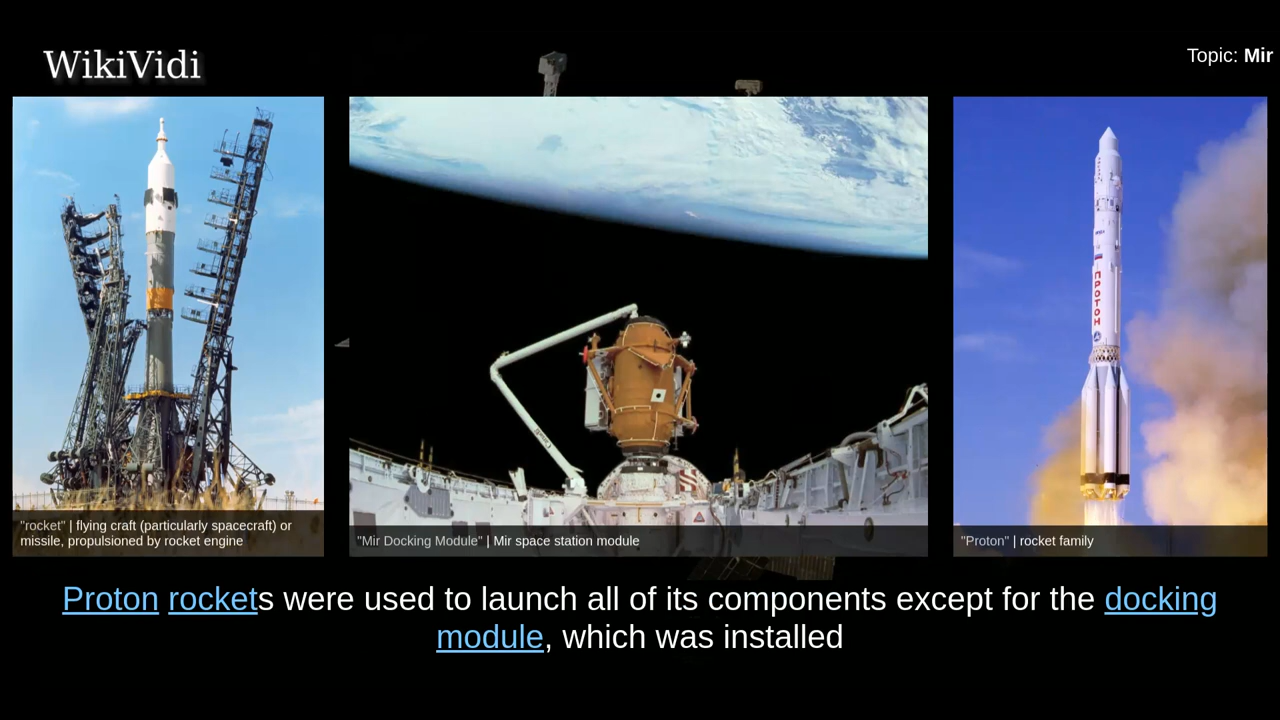 WikiVidi
Topic: Mir
ПРОТОН
"rocket" | flying craft (particularly spacecraft) or
missile, propulsioned by rocket engine
"Mir Docking Module" | Mir space station module
"Proton" | rocket family
Proton rockets were used to launch all of its components except for the docking
module, which was installed